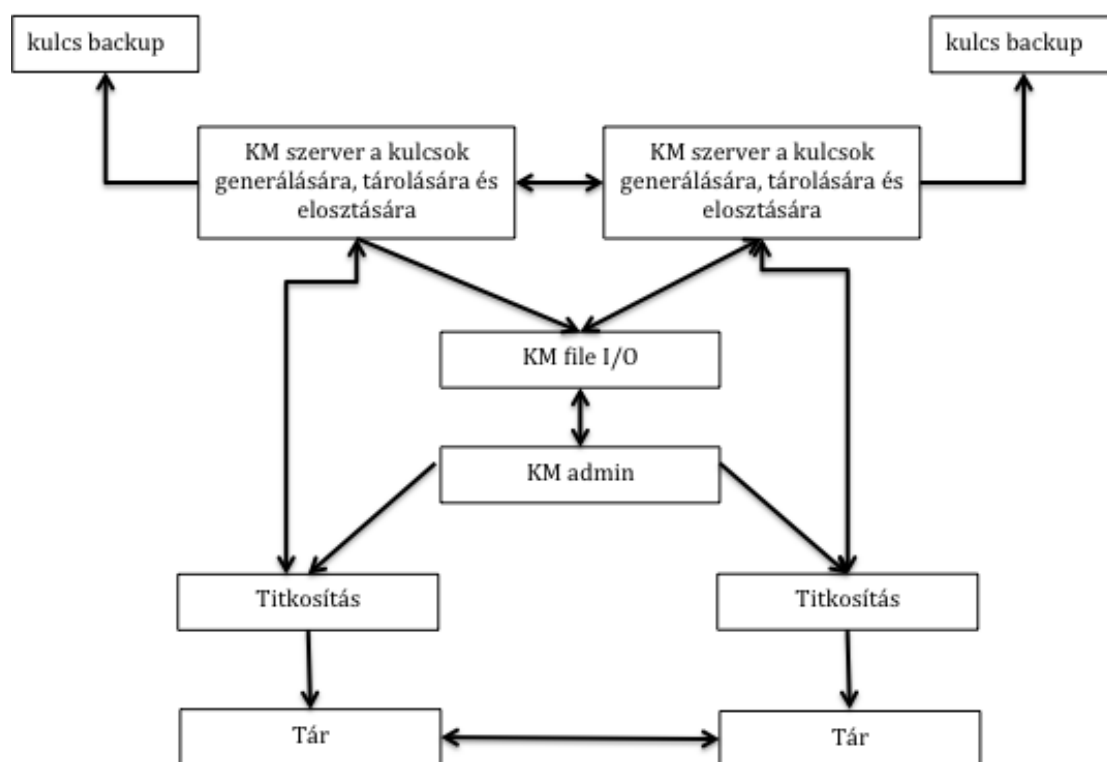 kulcs backup
kulcs backup
KM szerver a kulcsok
generálására, tárolására és
elosztására
KM szerver a kulcsok
generálására, tárolására és
elosztására
KM file I/O
KM admin
Titkosítás
Titkosítás
Tár
Tár